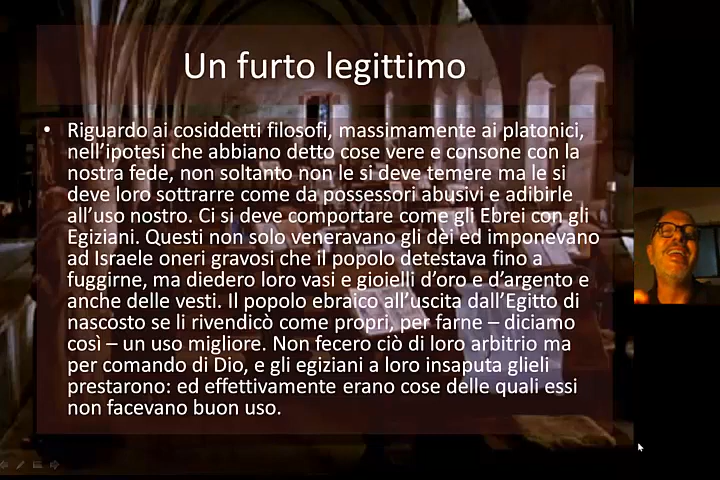 Un furto legittimo
• Riguardo ai cosiddetti filosofi, massimamente ai platonici,
nell'ipotesi che abbiano detto cose vere e consone con la
nostra fede, non soltanto non le si deve temere ma le si
deve loro sottrarre come da possessori abusivi e adibirle
all'uso nostro. Ci si deve comportare come gli Ebrei con gli
Egiziani. Questi non solo veneravano gli dèi ed imponevano
ad Israele oneri gravosi che il popolo detestava fino a
fuggirne, ma diedero loro vasi e gioielli d'oro e d'argento e
anche delle vesti. Il popolo ebraico all'uscita dall'Egitto di
nascosto se li rivendicò come propri, per farne – diciamo
così – un uso migliore. Non fecero ciò di loro arbitrio ma
per comando di Dio, e gli egiziani a loro insaputa glieli
prestarono: ed effettivamente erano cose delle quali essi
non facevano buon uso.